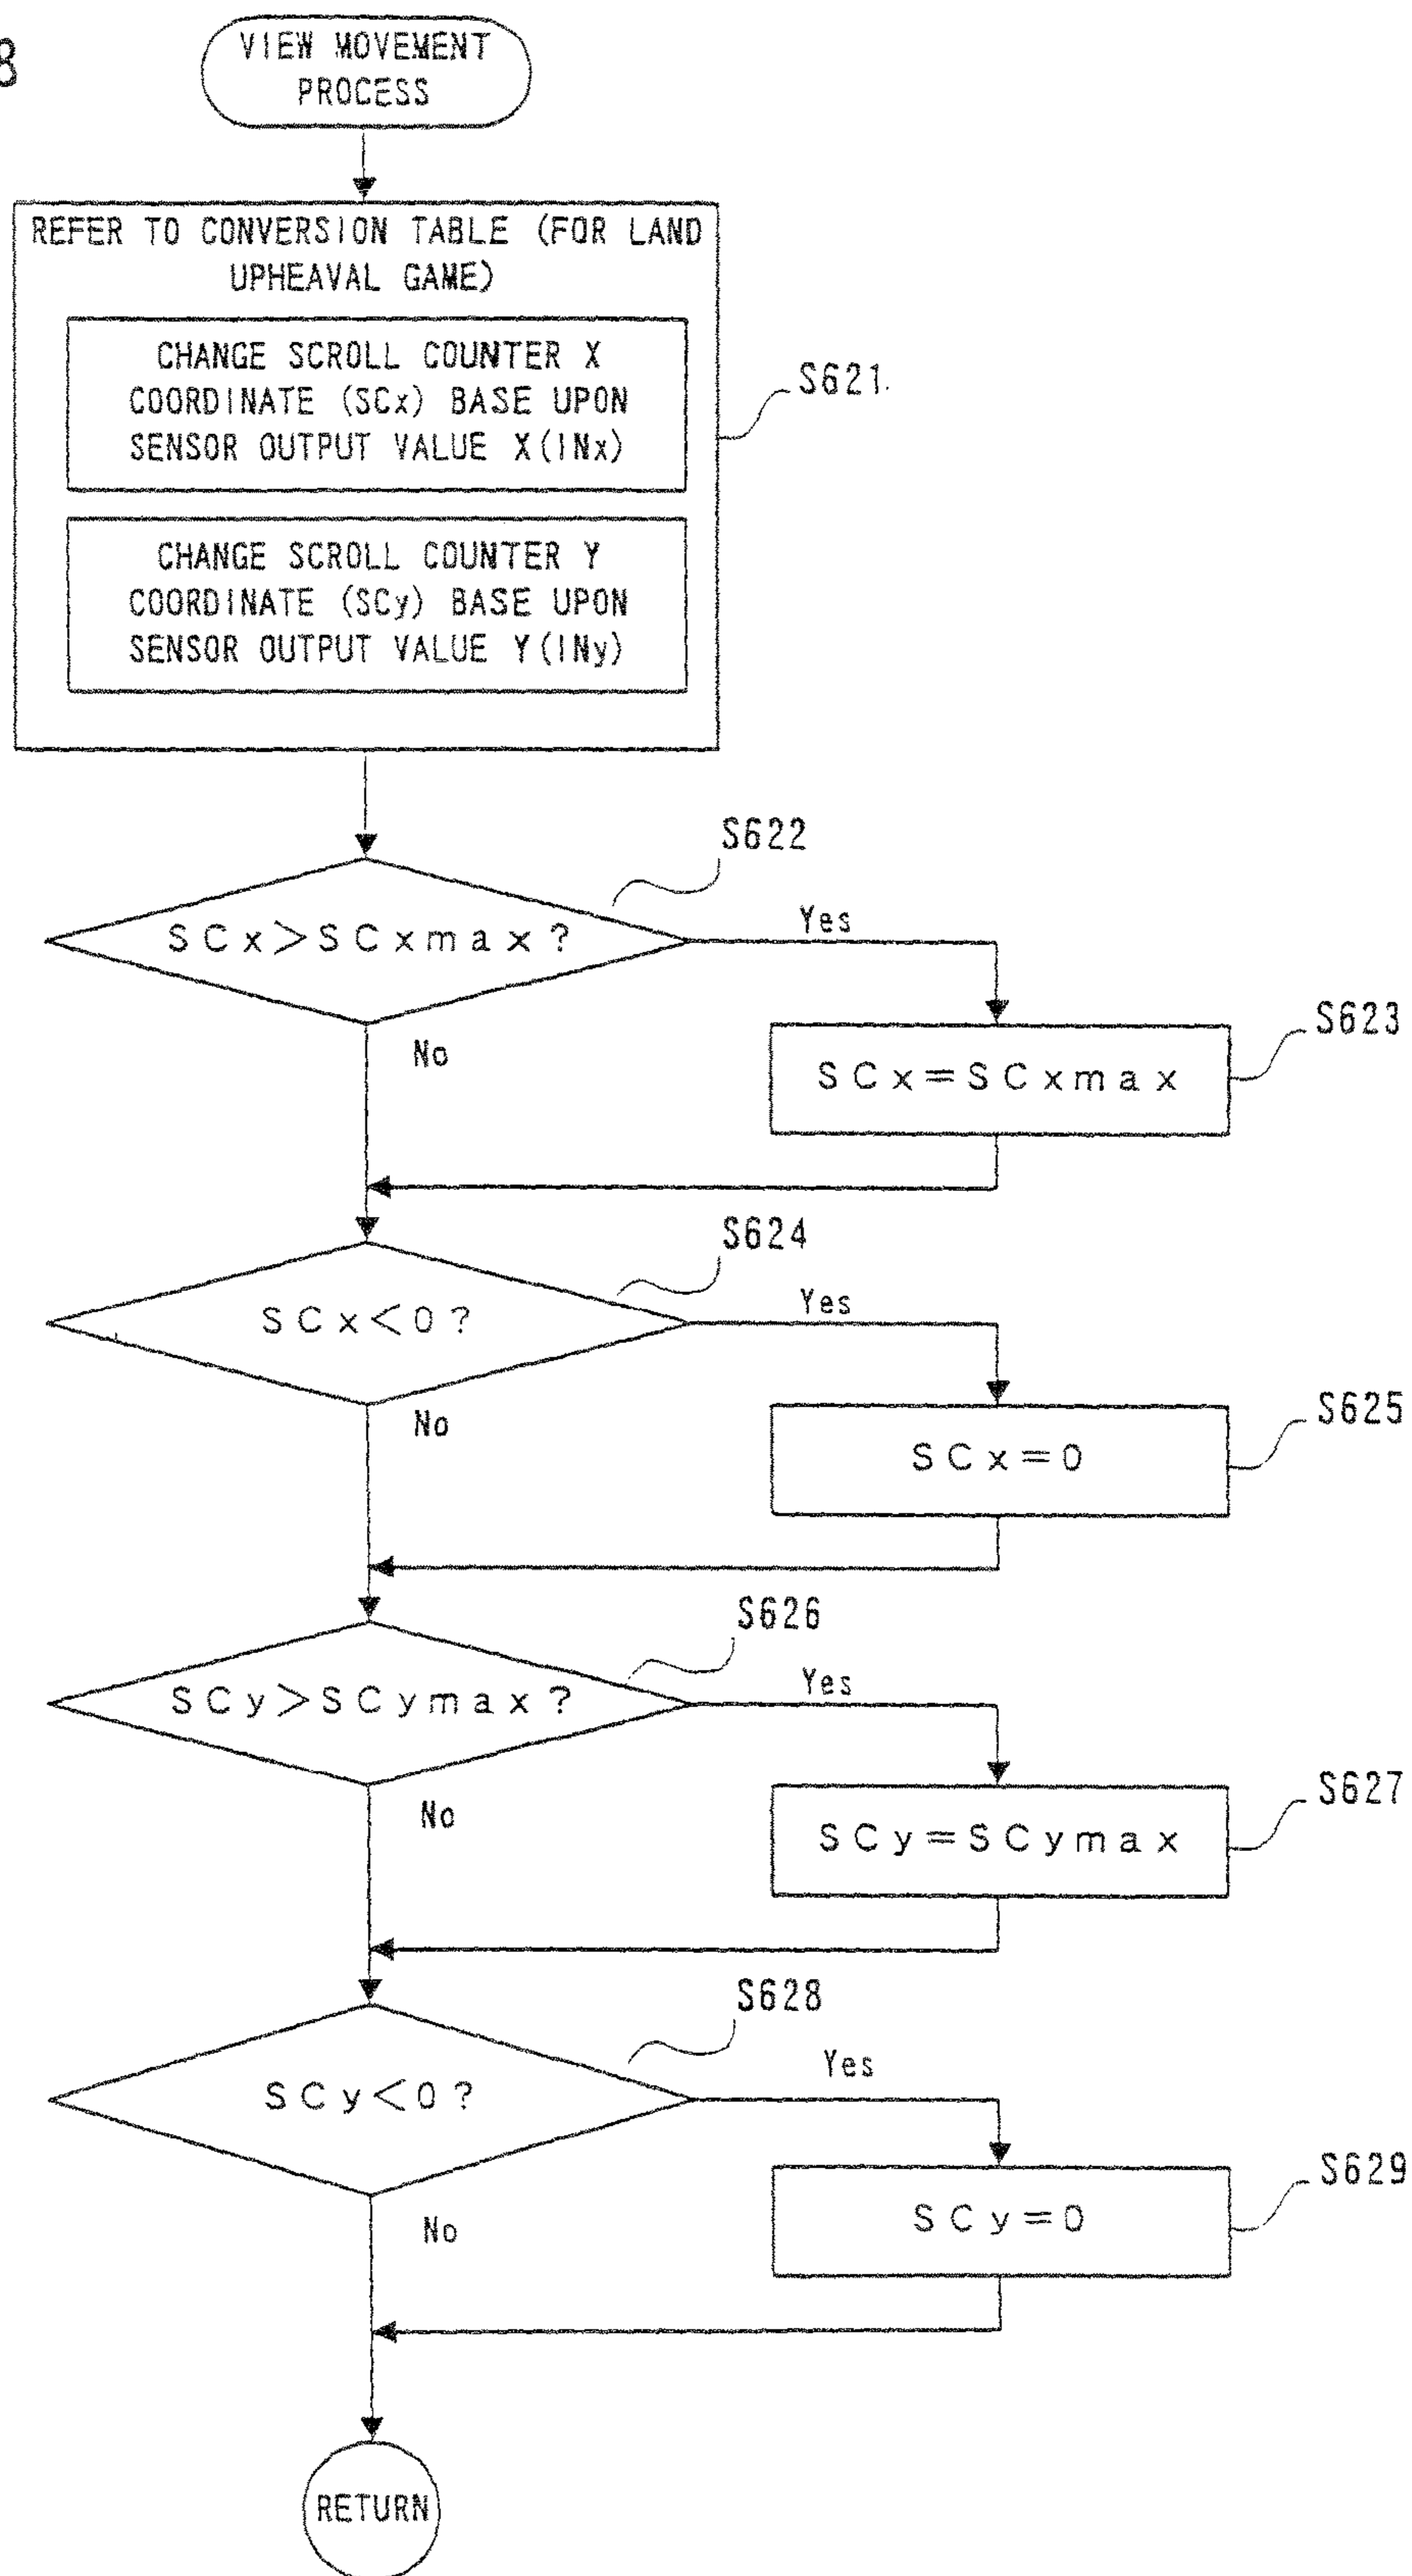 8
VIEW MOVEMENT
PROCESS
REFER TO CONVERSION TABLE (FOR LAND
UPHEAVAL GAME)
CHANGE SCROLL COUNTER X
COORDINATE (SCx) BASE UPON
SENSOR OUTPUT VALUE X(INx)
S621
CHANGE SCROLL COUNTER Y
COORDINATE (SCy) BASE UPON
SENSOR OUTPUT VALUE Y(INy)
S622
SCx>SCxmax?
Yes
No
S623
SCx=SCxmax
S624
SCx<0?
Yes
No
S625
SCx=0
S626
SCy>SCymax?
Yes
No
S627
SCy=SCymax
S628
SCy<0?
Yes
No
S629
SCy=0
RETURN